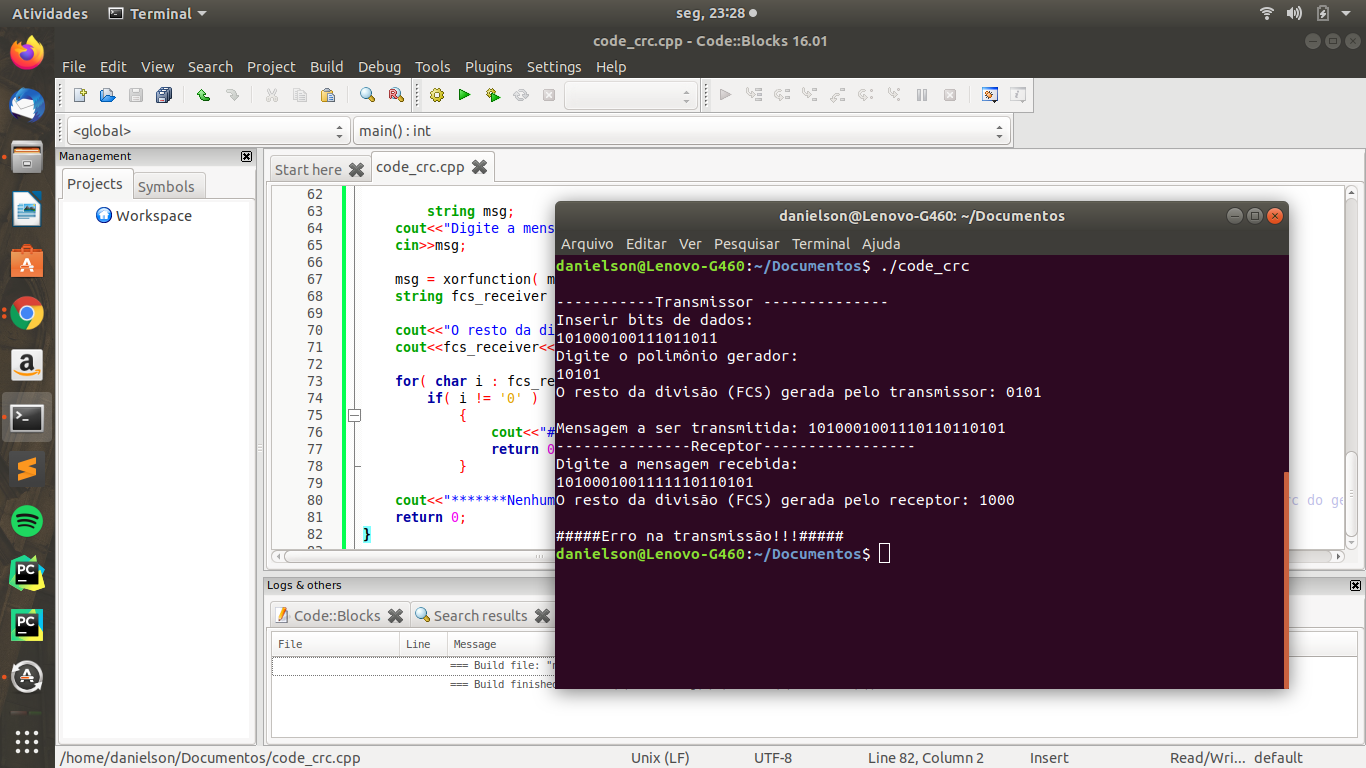 Atividades
Terminal
seg, 23:28
code_crc.cpp - Code::Blocks 16.01
File Edit View Search Project Build Debug Tools Plugins Settings Help
<global>
main() : int
Management
Projects
Symbols
Workspace
Start here
code_crc.cpp
62
63 string msg;
64 cout<<"Digite a mens
65 cin>>msg;
66
67 msg = xorfunction( m
68 string fcs_receiver
69
70 cout<<"O resto da di
71 cout<<fcs_receiver<<
72
73 for( char i : fcs_re
74 if( i != '0' )
75 {
76 cout<<"#
77 return 0
78 }
79
80 cout<<"*******Nenhum
rc do ge
81 return 0;
82 }
danielson@Lenovo-G460: ~/Documentos
Arquivo Editar Ver Pesquisar Terminal Ajuda
danielson@Lenovo-G460:~/Documentos$ ./code_crc
-----------Transmissor --------------
Inserir bits de dados:
101000100111011011
Digite o polimônio gerador:
10101
O resto da divisão (FCS) gerada pelo transmissor: 0101
Mensagem a ser transmitida: 1010001001110110110101
---------------Receptor-----------------
Digite a mensagem recebida:
1010001001111110110101
O resto da divisão (FCS) gerada pelo receptor: 1000
#####Erro na transmissão!!!#####
danielson@Lenovo-G460:~/Documentos$
Logs & others
Code::Blocks
Search results
File Line Message
=== Build file: "n
=== Build finished
/home/danielson/Documentos/code_crc.cpp Unix (LF) UTF-8 Line 82, Column 2 Insert Read/Wri... default